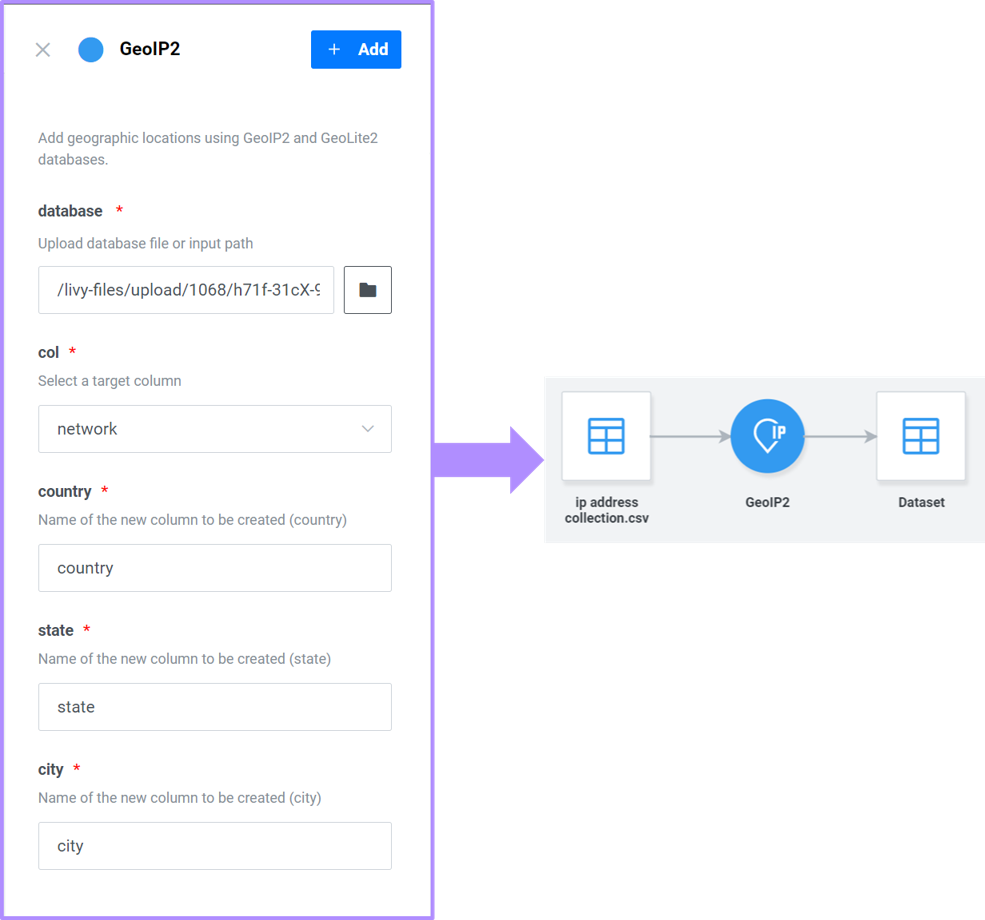 GeoIP2
+ Add
Add geographic locations using GeoIP2 and GeoLite2
databases.
database *
Upload database file or input path
/livy-files/upload/1068/h71f-31cX-9
col *
Select a target column
network
country *
Name of the new column to be created (country)
country
state *
Name of the new column to be created (state)
state
city *
Name of the new column to be created (city)
city
IP
ip address
collection.csv
GeoIP2
Dataset